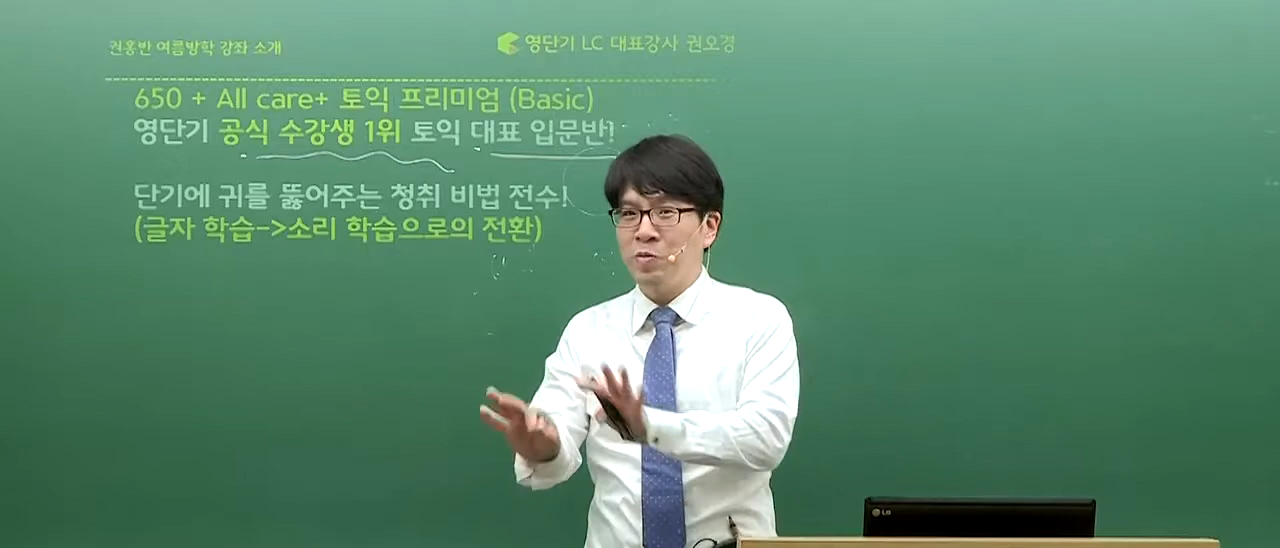 권홍반 여름방학 강좌 소개
영단기 LC 대표강사 권오경
650 + All care+ 토익 프리미엄 (Basic)
영단기 공식 수강생 1위 토익 대표 입문반!
단기에 귀를 뚫어주는 청취 비법 전수!
(글자 학습->소리 학습으로의 전환)
LG